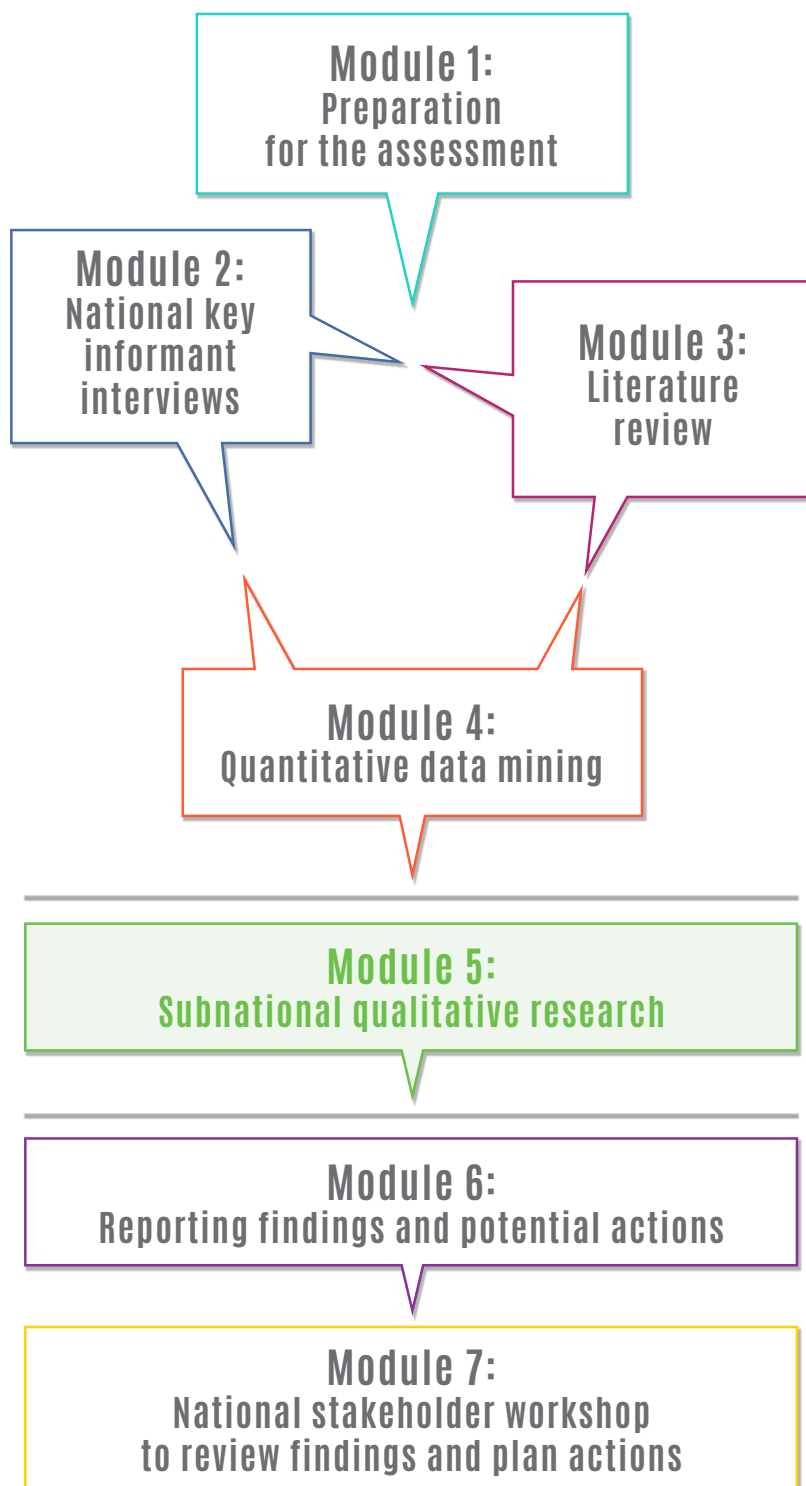 Module 1:
Preparation
for the assessment
Module 2:
National key
informant
interviews
Module 3:
Literature
review
Module 4:
Quantitative data mining
Module 5:
Subnational qualitative research
Module 6:
Reporting findings and potential actions
Module 7:
National stakeholder workshop
to review findings and plan actions